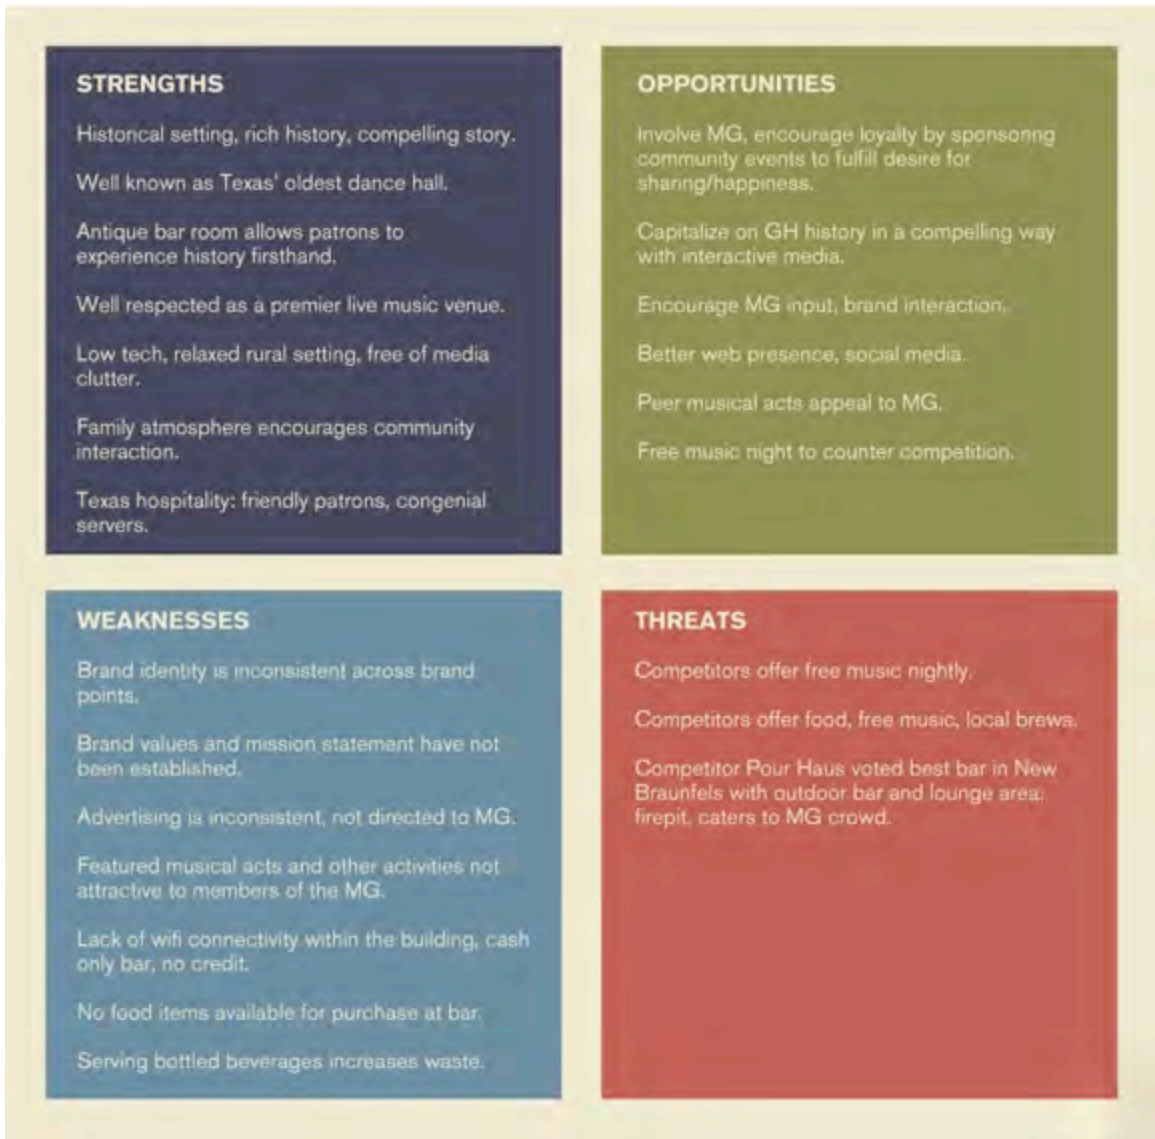 STRENGTHS
Historical setting, rich history, compelling story.
Well known as Texas' oldest dance hall.
Antique bar room allows patrons to
experience history firsthand.
Well respected as a premier live music venue.
Low tech, relaxed rural setting, free of media
clutter.
Family atmosphere encourages community
interaction.
Texas hospitality: friendly patrons, congenial
servers.
OPPORTUNITIES
Involve MG, encourage loyalty by sponsoring
community events to fulfill desire for
sharing/happiness.
Capitalize on GH history in a compelling way
with interactive media.
Encourage MG input, brand interaction.
Better web presence, social media.
Peer musical acts appeal to MG.
Free music night to counter competition.
WEAKNESSES
Brand identity is inconsistent across brand
points.
Brand values and mission statement have not
been established.
Advertising is inconsistent, not directed to MG.
Featured musical acts and other activities not
attractive to members of the MG.
Lack of wifi connectivity within the building, cash
only bar, no credit.
No food items available for purchase at bar.
Serving bottled beverages increases waste.
THREATS
Competitors offer free music nightly.
Competitors offer food, free music, local brews.
Competitor Pour Haus voted best bar in New
Braunfels with outdoor bar and lounge area,
firepit, caters to MG crowd.